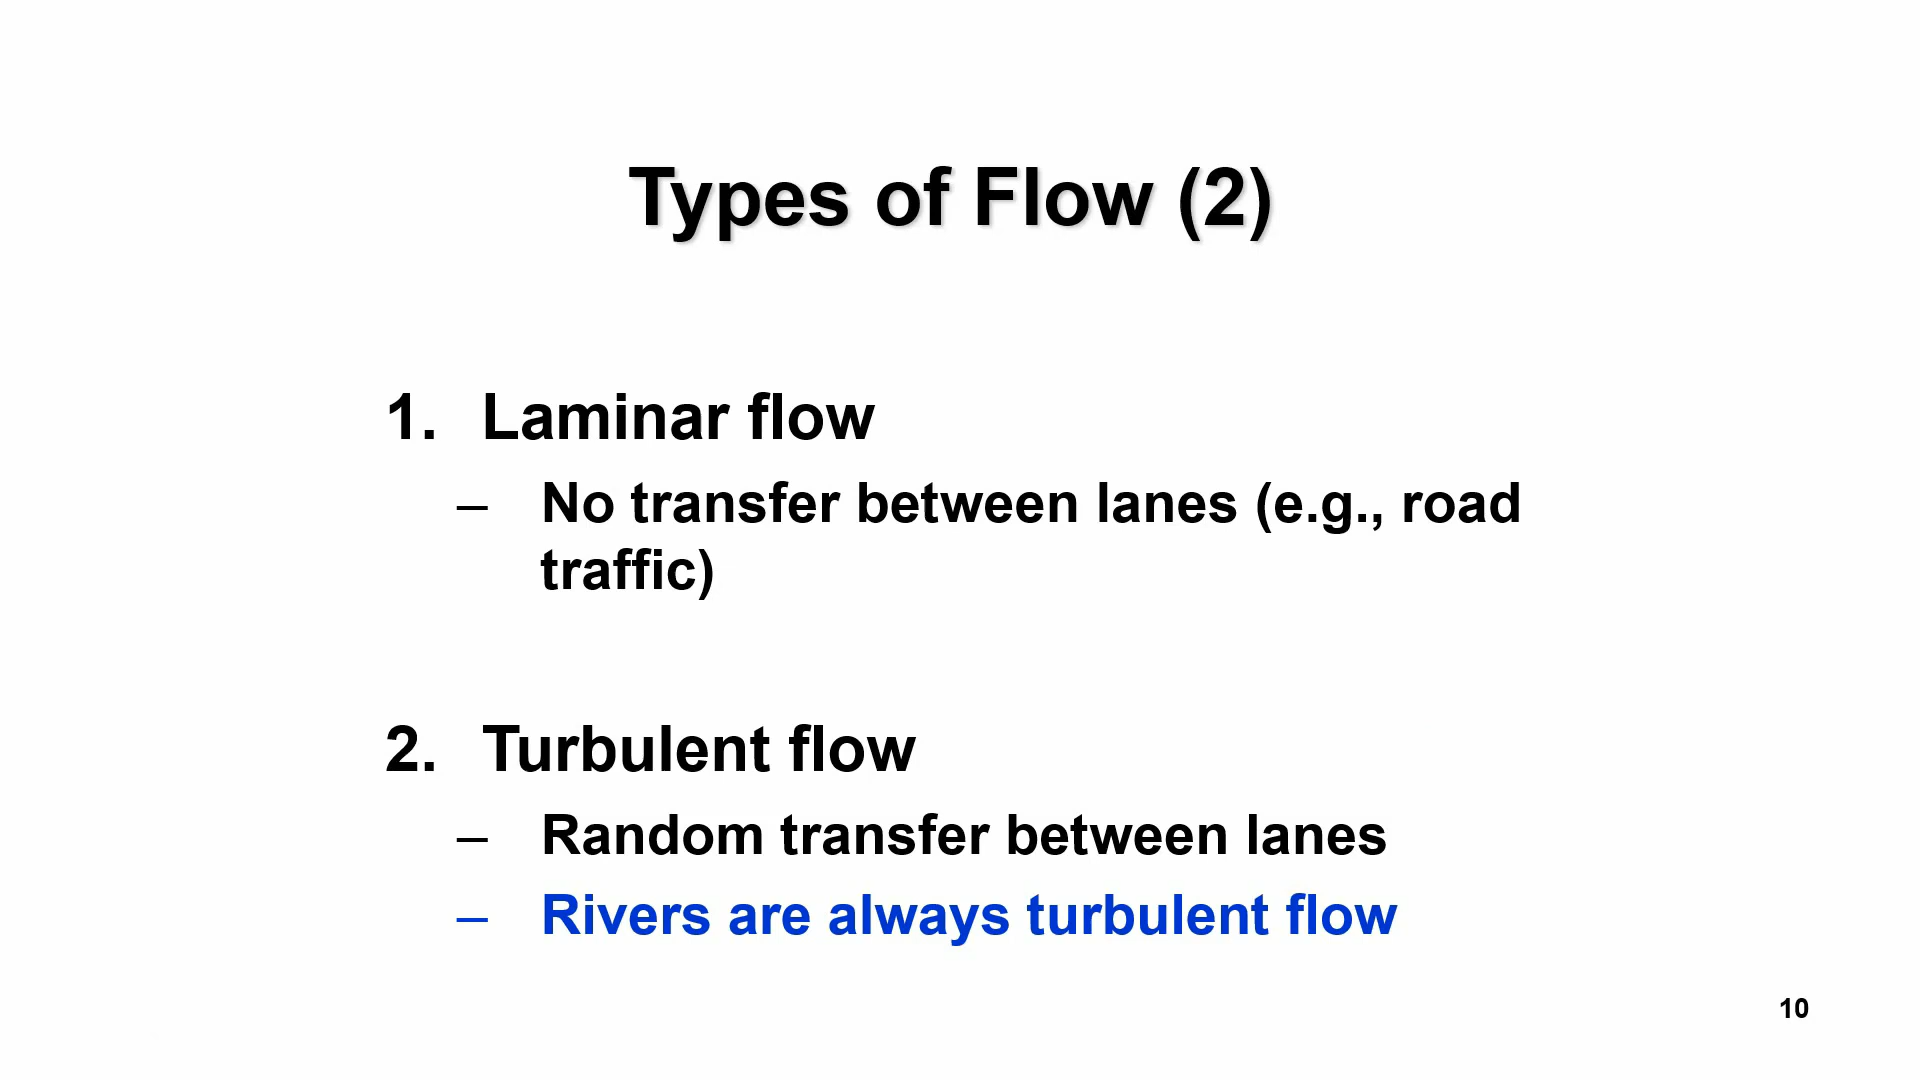 Types of Flow (2)
1. Laminar flow
– No transfer between lanes (e.g., road
traffic)
2. Turbulent flow
– Random transfer between lanes
– Rivers are always turbulent flow
10